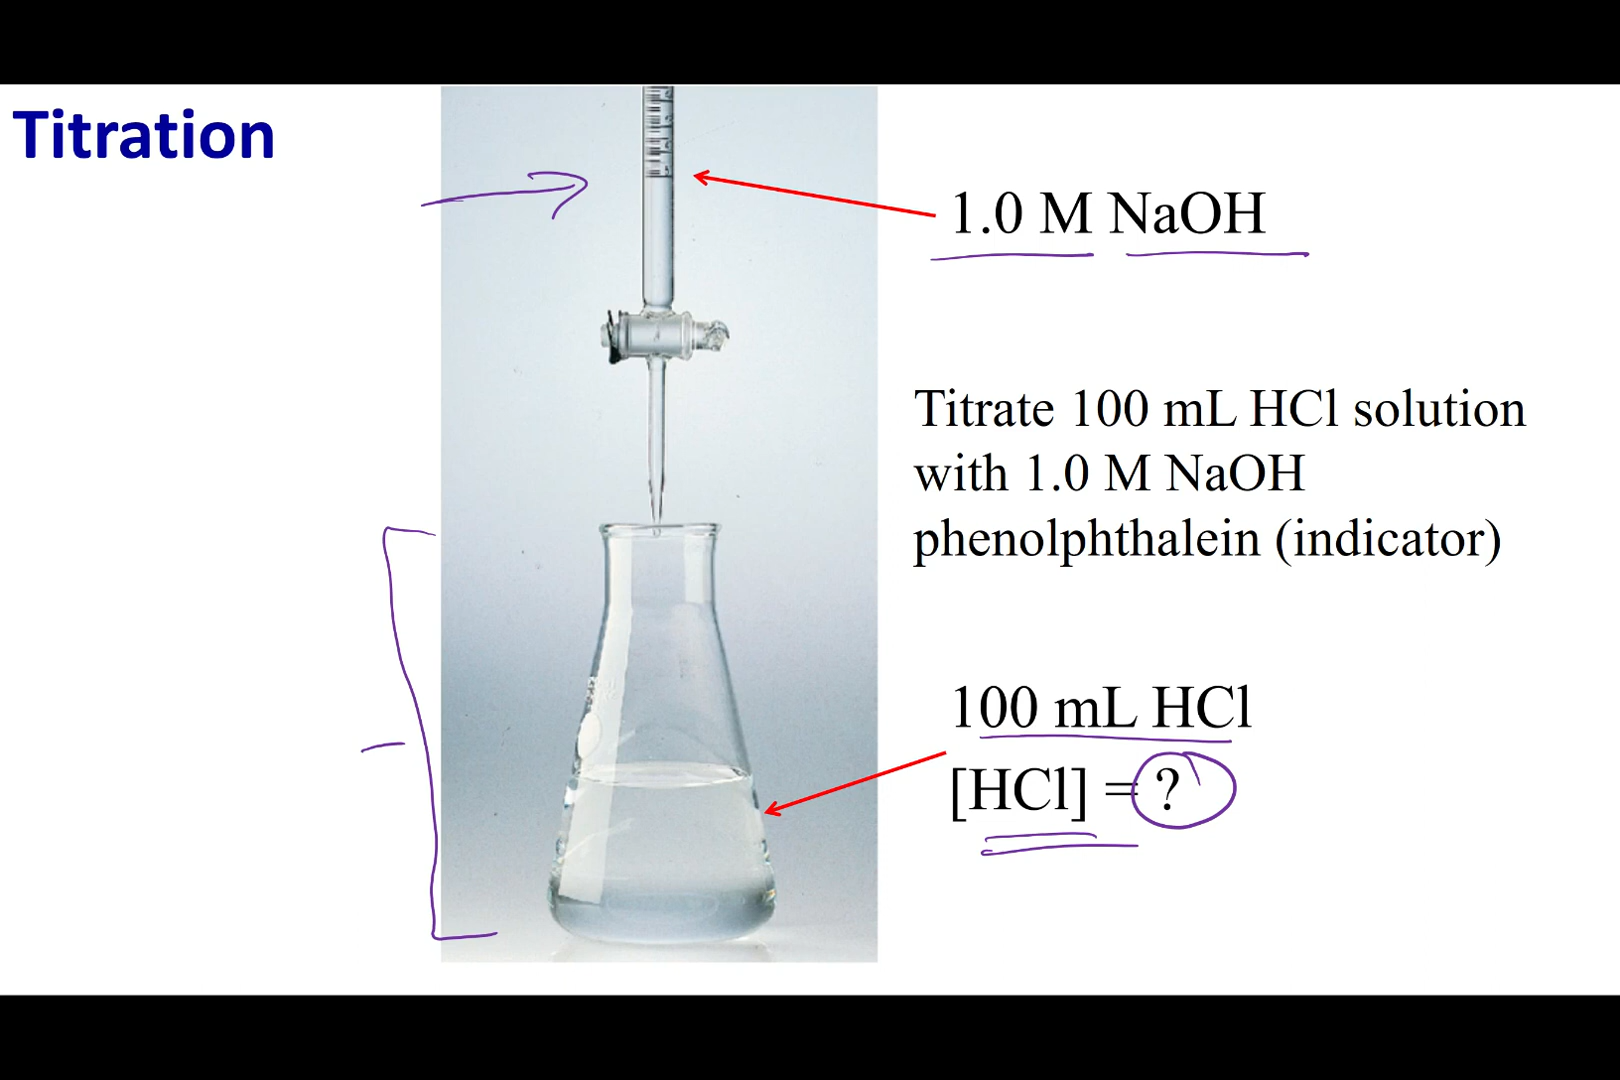 Titration
1.0 M NaOH
Titrate 100 mL HCl solution
with 1.0 M NaOH
phenolphthalein (indicator)
100 mL HCl
[HCl] = ?